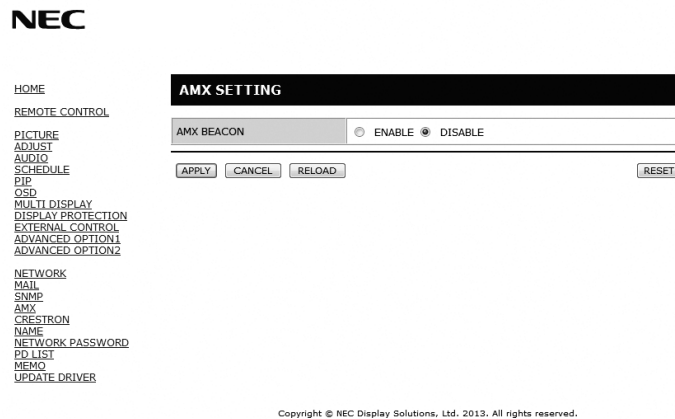 NEC
HOME
REMOTE CONTROL
PICTURE
ADJUST
AUDIO
SCHEDULE
PIP
OSD
MULTI DISPLAY
DISPLAY PROTECTION
EXTERNAL CONTROL
ADVANCED OPTION1
ADVANCED OPTION2
NETWORK
MAIL
SNMP
AMX
CRESTRON
NAME
NETWORK PASSWORD
PD LIST
MEMO
UPDATE DRIVER
AMX SETTING
AMX BEACON ENABLE DISABLE
APPLY CANCEL RELOAD RESET
Copyright © NEC Display Solutions, Ltd. 2013. All rights reserved.